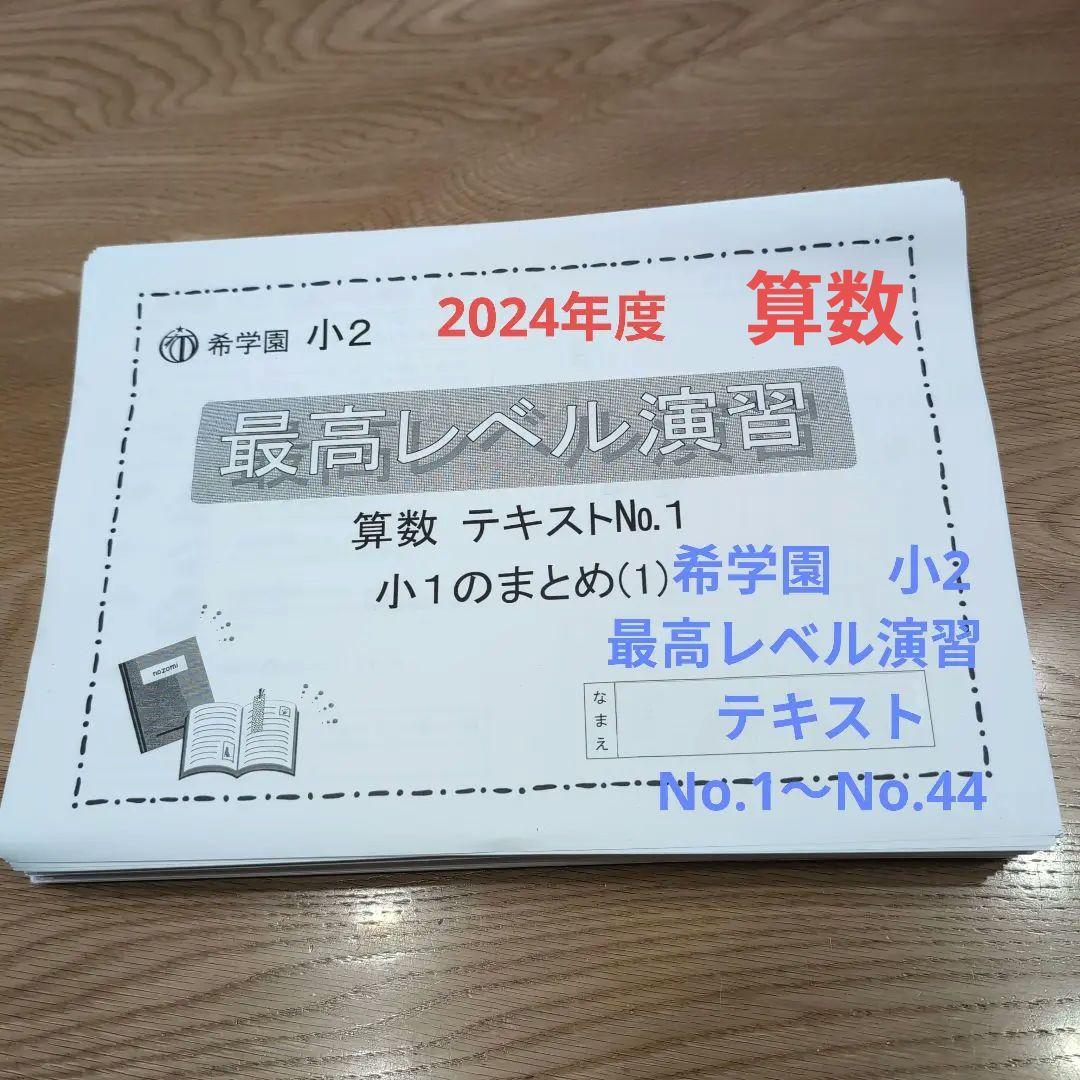 希学園 小2
2024年度 算数
最高レベル演習
算数 テキスト№.1
小1のまとめ(1)
希学園 小2
最高レベル演習
テキスト
No.1～No.44
nozomi
なまえ